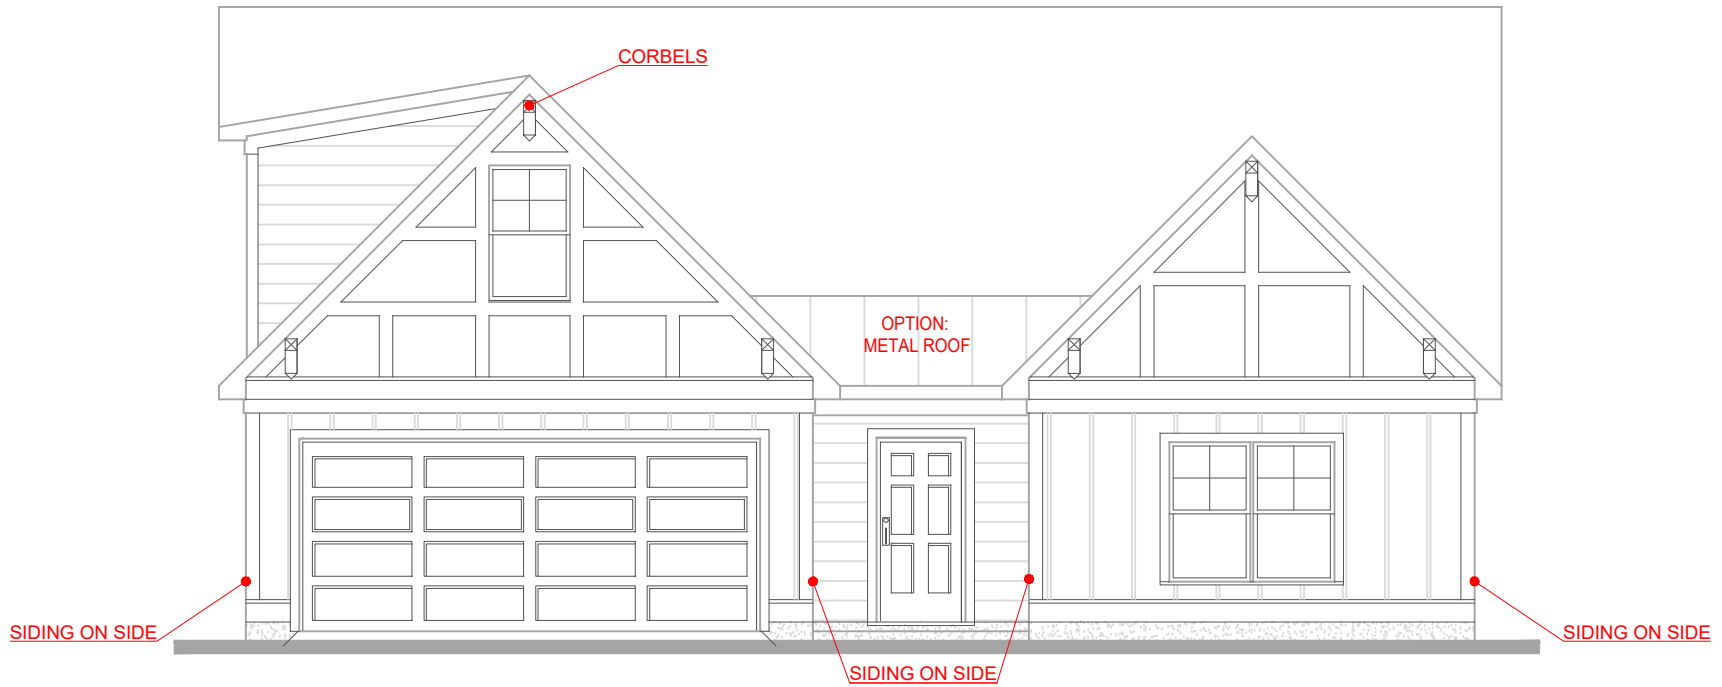 CORBELS
OPTION:
METAL ROOF
SIDING ON SIDE
SIDING ON SIDE
SIDING ON SIDE